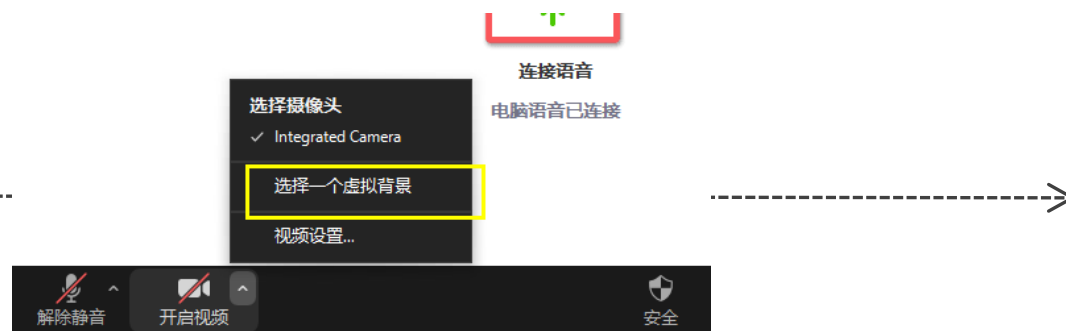 连接语音
电脑语音已连接
选择摄像头
Integrated Camera
选择一个虚拟背景
视频设置...
解除静音
开启视频
安全